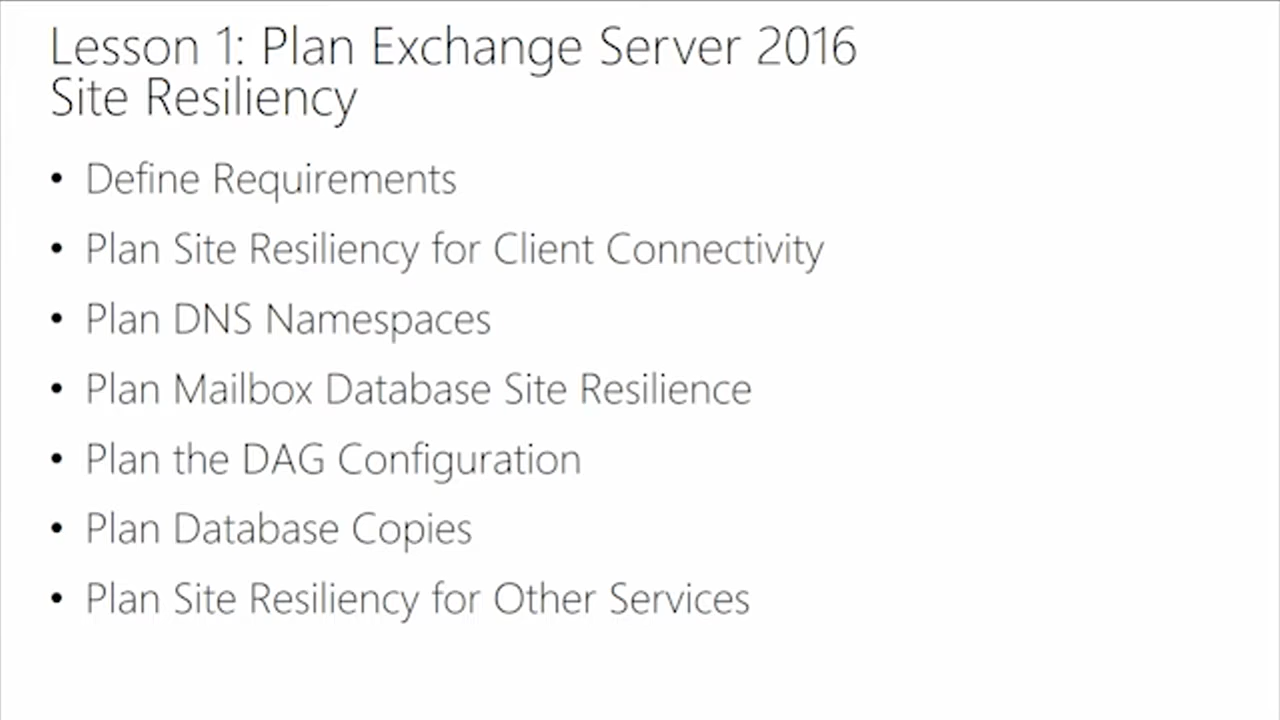 Lesson 1: Plan Exchange Server 2016
Site Resiliency
• Define Requirements
• Plan Site Resiliency for Client Connectivity
• Plan DNS Namespaces
• Plan Mailbox Database Site Resilience
• Plan the DAG Configuration
• Plan Database Copies
• Plan Site Resiliency for Other Services